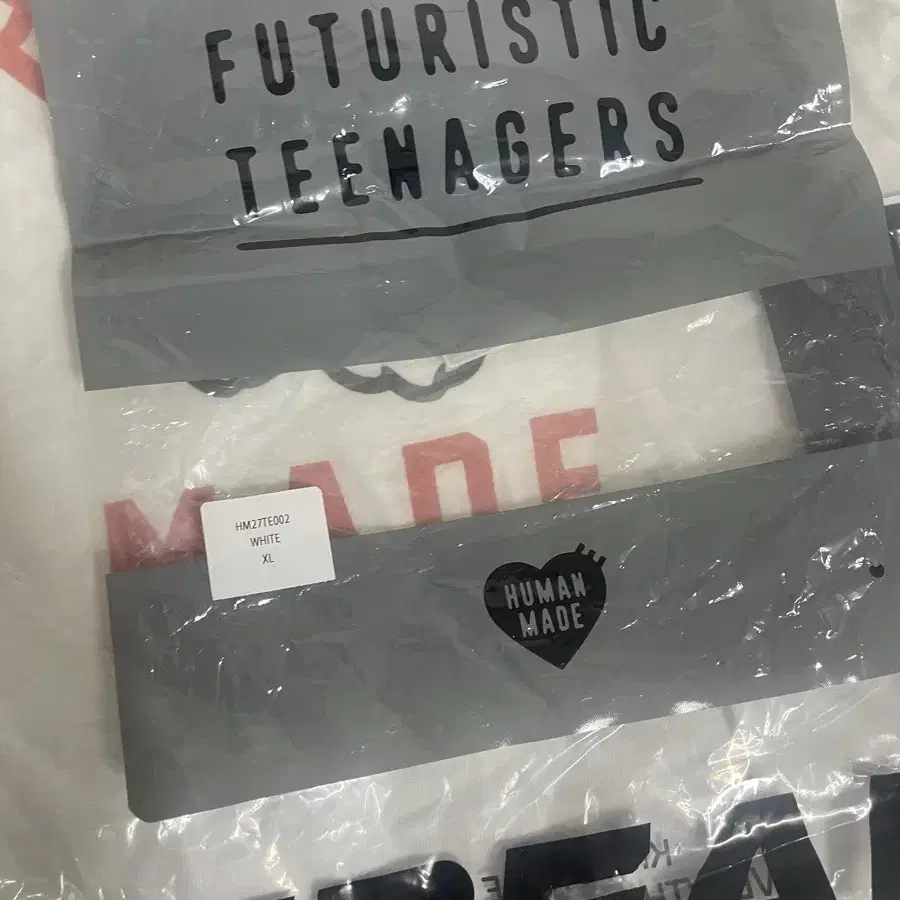 FUTURISTIC
TEENAGERS
MADE
HM27TE002
WHITE
XL
HUMAN
MADE